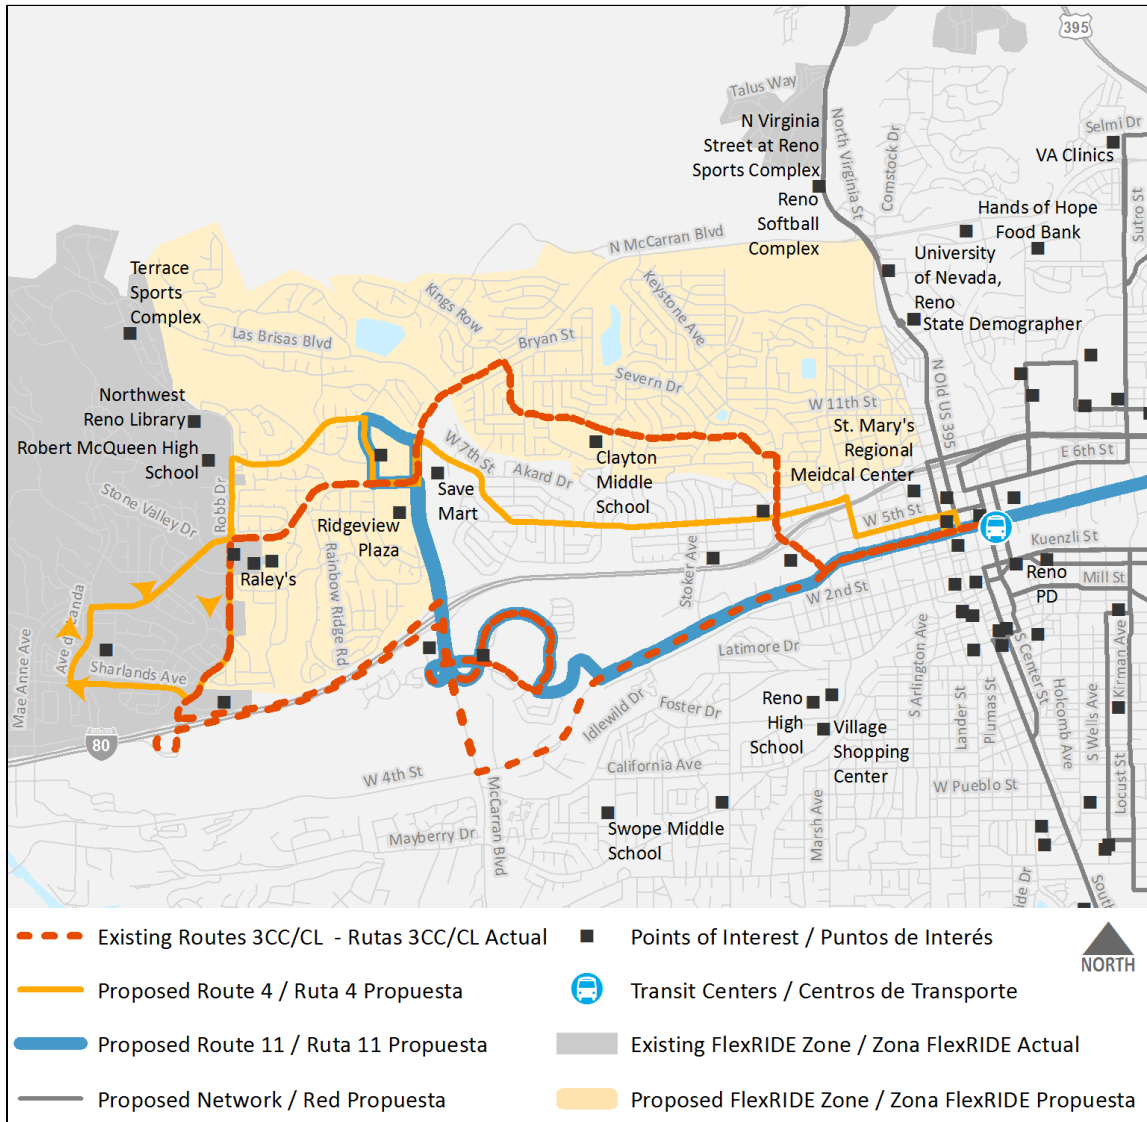 395
Talus Way
N Virginia
Street at Reno
Sports Complex
Reno
Softball
Complex
North Virginia St
Comstock Dr
Selmi Dr
VA Clinics
Sutro St
Hands of Hope
Food Bank
University
of Nevada,
Reno
State Demographer
N McCarran Blvd
Terrace
Sports
Complex
Kings Row
Keystone Ave
Las Brisas Blvd
Bryan St
Severn Dr
N Old US 395
W 11th St
Northwest
Reno Library
Robert McQueen High
School
St. Mary's
Regional
Meidcal Center
E 6th St
W 7th St
Akard Dr
Clayton
Middle
School
Save
Mart
Stone Valley Dr
Robb Dr
Ridgeview
Plaza
W 5th St
Kuenzli St
Raley's
Rainbow Ridge Rd
Stoker Ave
W 2nd St
Reno
PD
Mill St
Mae Anne Ave
Sharlands Ave
Latimore Dr
S Arlington Ave
S Center St
Kirman Ave
Idlewild Dr
Foster Dr
Reno
High
School
Village
Shopping
Center
Lander St
Plumas St
Holcomb Ave
S Wells Ave
Locust St
80
W 4th St
McCarran Blvd
California Ave
W Pueblo St
Mayberry Dr
Swope Middle
School
Marsh Ave
ide Dr
South
Existing Routes 3CC/CL - Rutas 3CC/CL Actual
Points of Interest / Puntos de Interés
NORTH
Proposed Route 4 / Ruta 4 Propuesta
Transit Centers / Centros de Transporte
Proposed Route 11 / Ruta 11 Propuesta
Existing FlexRIDE Zone / Zona FlexRIDE Actual
Proposed Network / Red Propuesta
Proposed FlexRIDE Zone / Zona FlexRIDE Propuesta